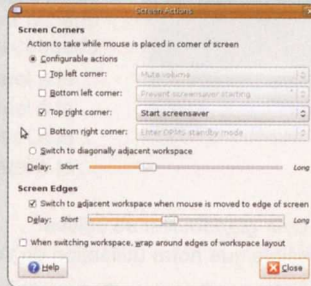 Screen Actions
Screen Corners
Action to take while mouse is placed in corner of screen
Configurable actions
Top left corner: Mute volume
Bottom left corner: Prevent screensaver starting
Top right corner: Start screensaver
Bottom right corner: Enter DPMS standby mode
Switch to diagonally adjacent workspace
Delay: Short Long
Screen Edges
Switch to adjacent workspace when mouse is moved to edge of screen
Delay: Short Long
When switching workspace, wrap around edges of workspace layout
Help Close